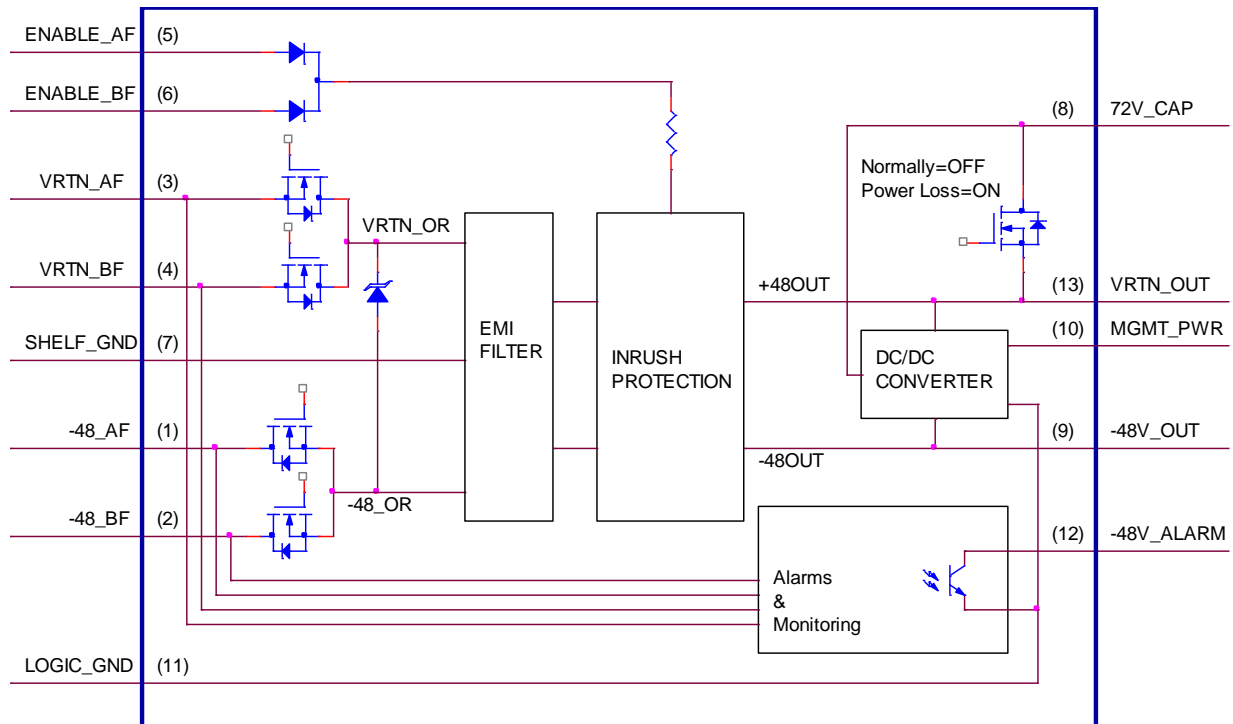 ENABLE_AF (5)
ENABLE_BF (6)
VRTN_AF (3)
VRTN_BF (4)
SHELF_GND (7)
-48_AF (1)
-48_BF (2)
LOGIC_GND (11)
VRTN_OR
-48_OR
EMI
FILTER
INRUSH
PROTECTION
+48OUT
-48OUT
Normally=OFF
Power Loss=ON
DC/DC
CONVERTER
Alarms
&
Monitoring
(8) 72V_CAP
(13) VRTN_OUT
(10) MGMT_PWR
(9) -48V_OUT
(12) -48V_ALARM